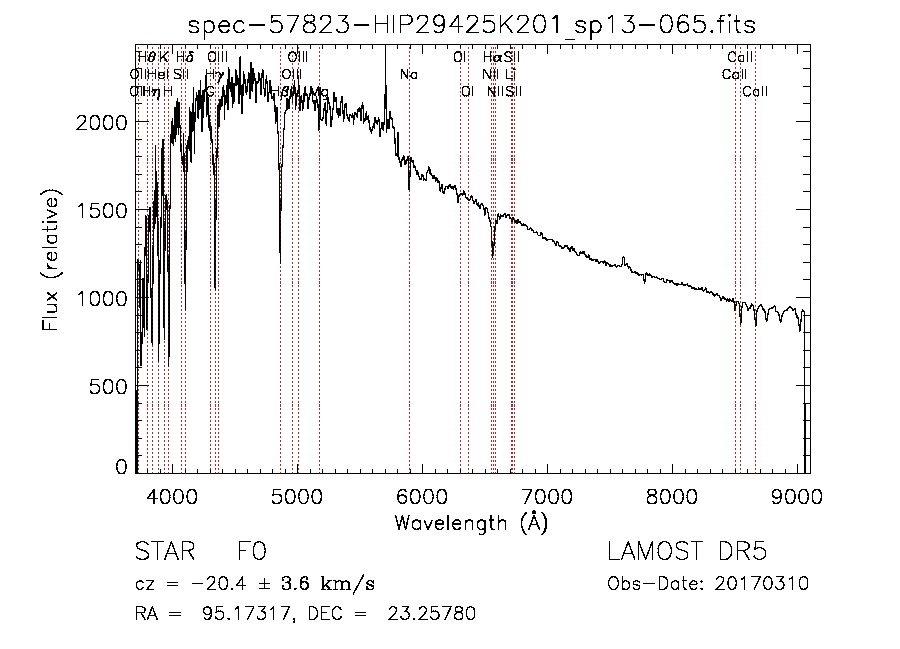 spec-57823-HIP29425K201_sp13-065.fits
Hθ K Hδ OIII OIII OI Hα SII CaII
OII HeI SII Hγ OIII Na NII Li CaII
OII Hη H G Hβ Mg OI NII SII CaII
2000
1500
1000
500
0
Flux (relative)
4000 5000 6000 7000 8000 9000
Wavelength (Å)
STAR F0 LAMOST DR5
cz = −20.4 ± 3.6 km/s Obs-Date: 20170310
RA = 95.17317, DEC = 23.25780